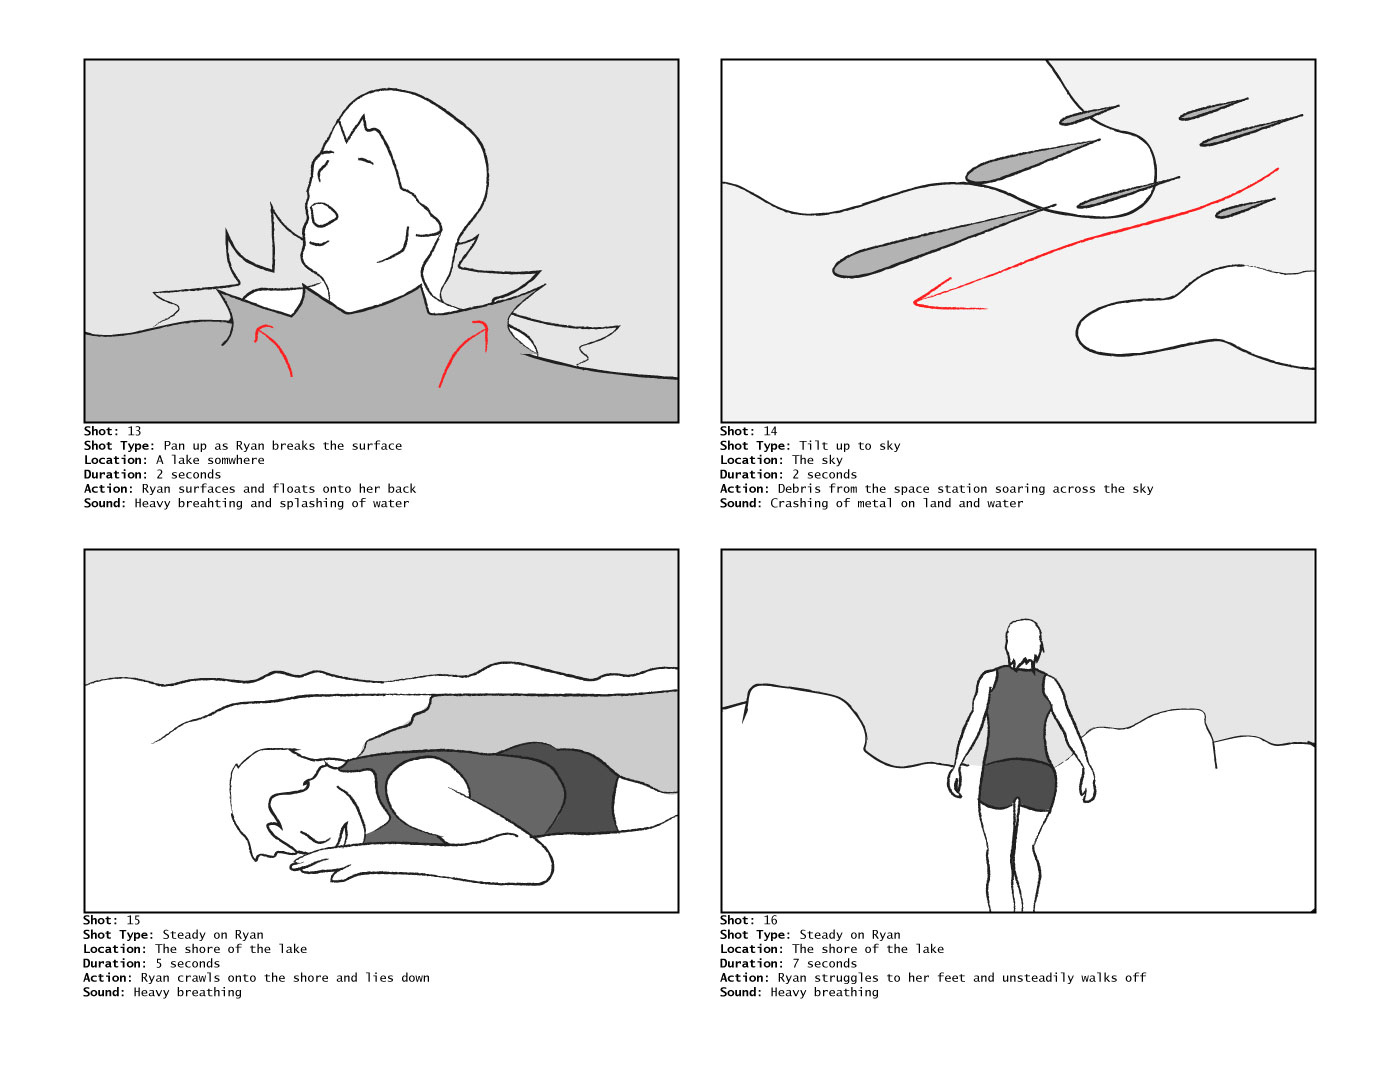 Shot: 13
Shot Type: Pan up as Ryan breaks the surface
Location: A lake somwhere
Duration: 2 seconds
Action: Ryan surfaces and floats onto her back
Sound: Heavy breahting and splashing of water
Shot: 14
Shot Type: Tilt up to sky
Location: The sky
Duration: 2 seconds
Action: Debris from the space station soaring across the sky
Sound: Crashing of metal on land and water
Shot: 15
Shot Type: Steady on Ryan
Location: The shore of the lake
Duration: 5 seconds
Action: Ryan crawls onto the shore and lies down
Sound: Heavy breathing
Shot: 16
Shot Type: Steady on Ryan
Location: The shore of the lake
Duration: 7 seconds
Action: Ryan struggles to her feet and unsteadily walks off
Sound: Heavy breathing